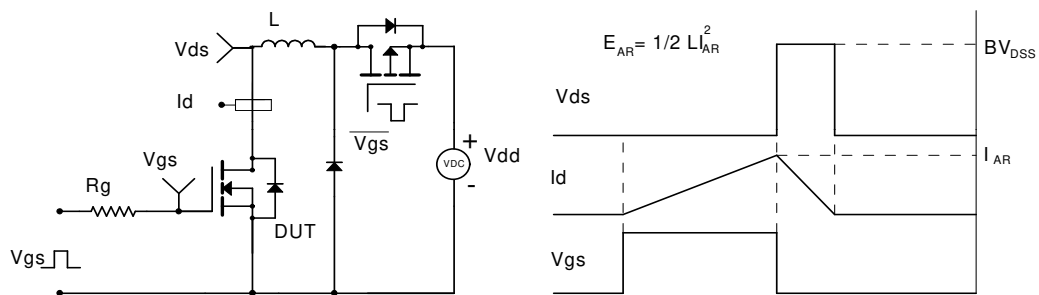 L
Vds
Id
Vgs
Rg
DUT
Vgs
Vgs
+
VDC
-
Vdd
E_AR = 1/2 LI²_AR
BV_DSS
Vds
I_AR
Id
Vgs